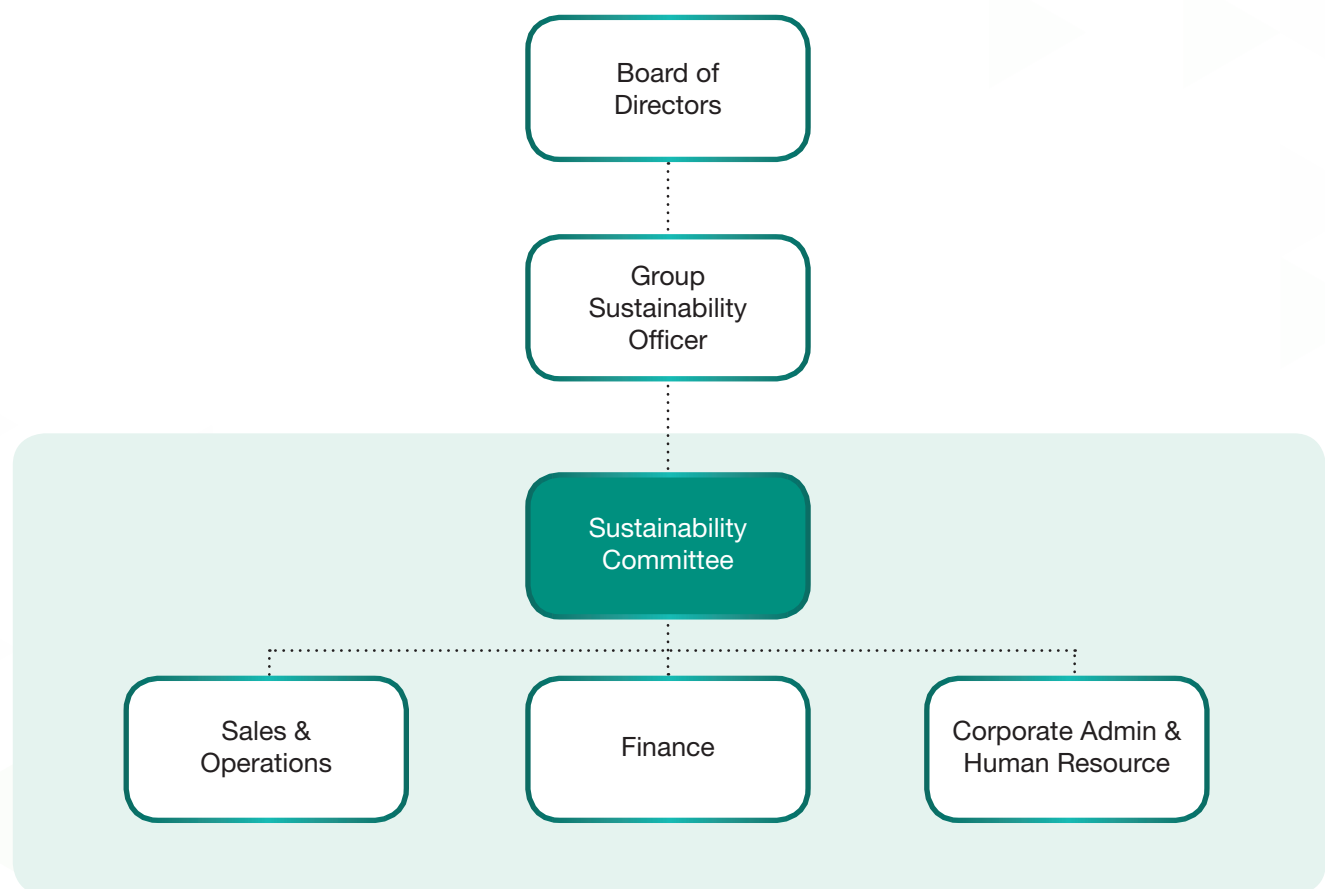 Board of
Directors
Group
Sustainability
Officer
Sustainability
Committee
Sales &
Operations
Finance
Corporate Admin &
Human Resource